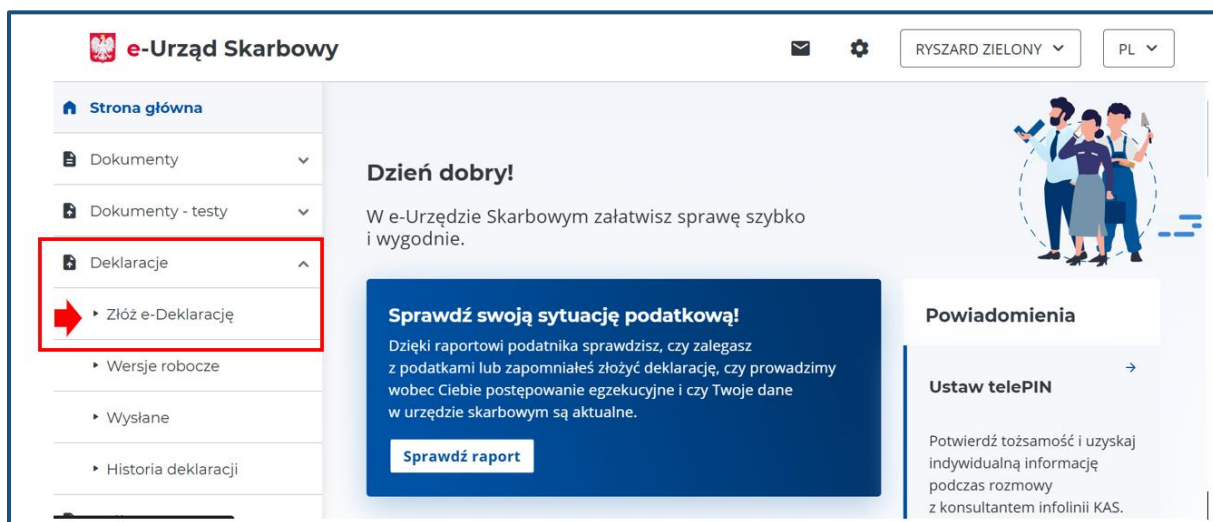 e-Urząd Skarbowy
RYSZARD ZIELONY
PL
Strona główna
Dokumenty
Dokumenty - testy
Deklaracje
Złóż e-Deklarację
Wersje robocze
Wysłane
Historia deklaracji
Dzień dobry!
W e-Urzędzie Skarbowym załatwisz sprawę szybko
i wygodnie.
Sprawdź swoją sytuację podatkową!
Dzięki raportowi podatnika sprawdzisz, czy zalegasz
z podatkami lub zapomniałeś złożyć deklarację, czy prowadzimy
wobec Ciebie postępowanie egzekucyjne i czy Twoje dane
w urzędzie skarbowym są aktualne.
Sprawdź raport
Powiadomienia
Ustaw telePIN
Potwierdź tożsamość i uzyskaj
indywidualną informację
podczas rozmowy
z konsultantem infolinii KAS.